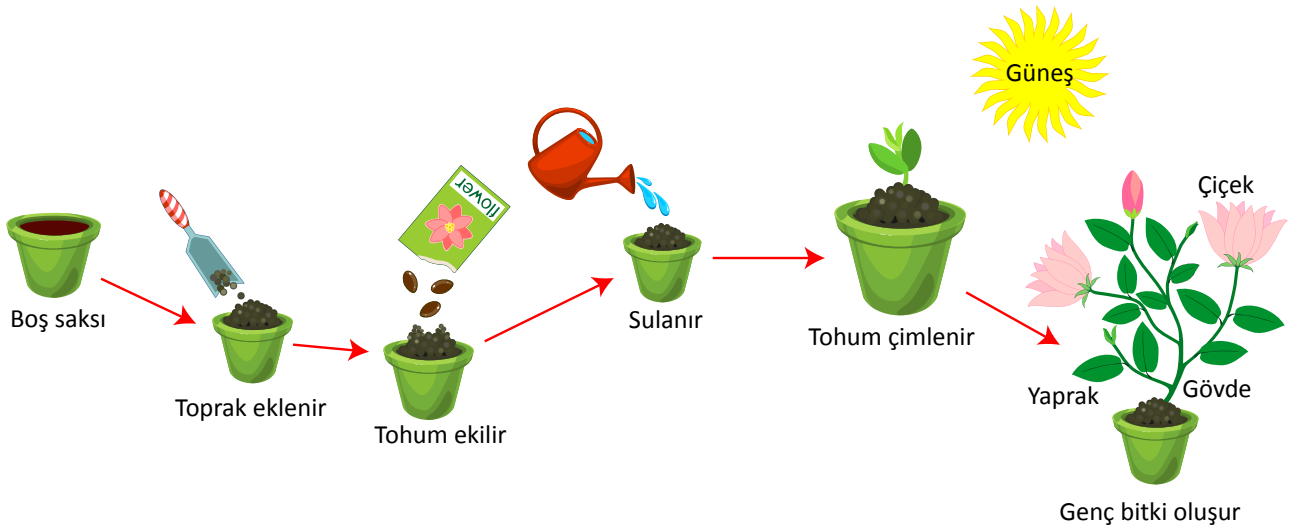 Güneş
flower
Çiçek
Boş saksı
Toprak eklenir
Tohum ekilir
Sulanır
Tohum çimlenir
Yaprak
Gövde
Genç bitki oluşur